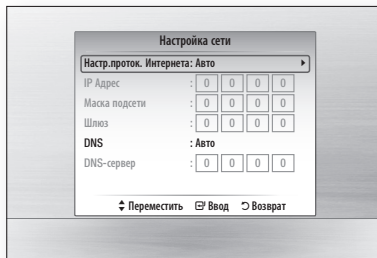 Настройка сети
Настр.проток. Интернета: Авто
IP Адрес : 0 0 0 0
Маска подсети : 0 0 0 0
Шлюз : 0 0 0 0
DNS : Авто
DNS-сервер : 0 0 0 0
Переместить Ввод Возврат